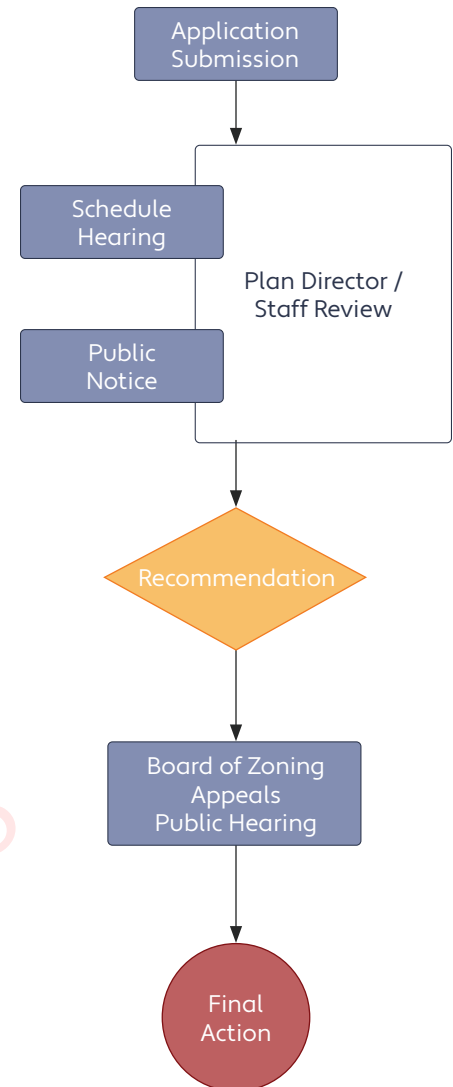 Application
Submission
Schedule
Hearing
Plan Director /
Staff Review
Public
Notice
Recommendation
Board of Zoning
Appeals
Public Hearing
Final
Action